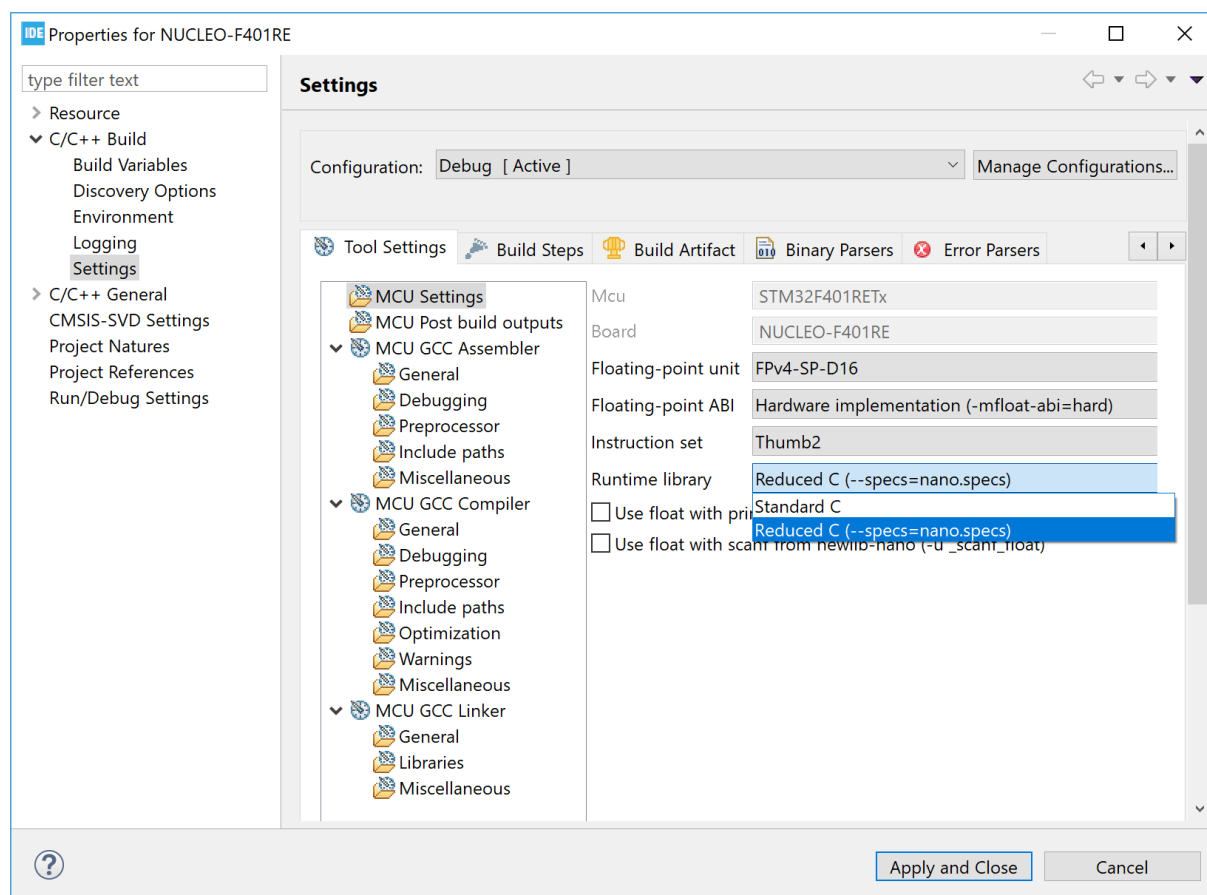 IDE Properties for NUCLEO-F401RE
type filter text
Resource
C/C++ Build
Build Variables
Discovery Options
Environment
Logging
Settings
C/C++ General
CMSIS-SVD Settings
Project Natures
Project References
Run/Debug Settings
Settings
Configuration: Debug [ Active ] Manage Configurations...
Tool Settings Build Steps Build Artifact 010 Binary Parsers Error Parsers
MCU Settings
MCU Post build outputs
MCU GCC Assembler
General
Debugging
Preprocessor
Include paths
Miscellaneous
MCU GCC Compiler
General
Debugging
Preprocessor
Include paths
Optimization
Warnings
Miscellaneous
MCU GCC Linker
General
Libraries
Miscellaneous
Mcu STM32F401RETx
Board NUCLEO-F401RE
Floating-point unit FPv4-SP-D16
Floating-point ABI Hardware implementation (-mfloat-abi=hard)
Instruction set Thumb2
Runtime library Reduced C (--specs=nano.specs)
Standard C
Reduced C (--specs=nano.specs)
Use float with pri
Use float with scanf from newlib-nano (-u _scanf_float)
? Apply and Close Cancel